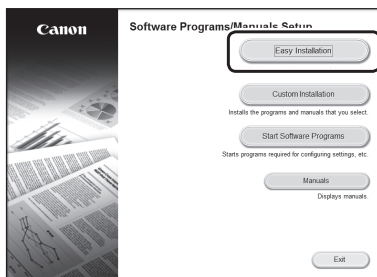 Canon
Software Programs/Manuals Setup
Easy Installation
Custom Installation
Installs the programs and manuals that you select.
Start Software Programs
Starts programs required for configuring settings, etc.
Manuals
Displays manuals.
Exit